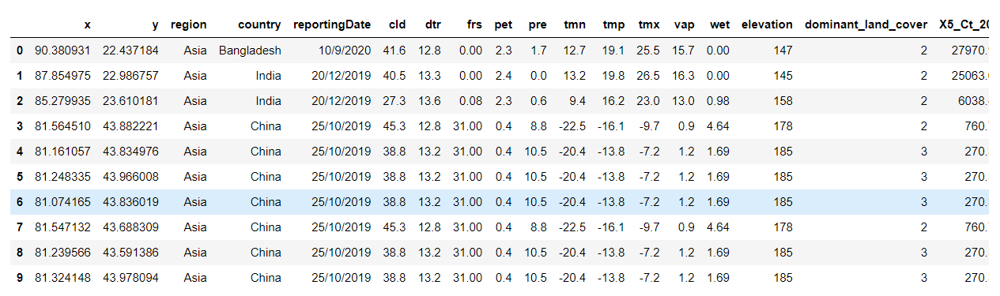 x y region country reportingDate cld dtr frs pet pre tmn tmp tmx vap wet elevation dominant_land_cover X5_Ct_20
0 90.380931 22.437184 Asia Bangladesh 10/9/2020 41.6 12.8 0.00 2.3 1.7 12.7 19.1 25.5 15.7 0.00 147 2 27970.
1 87.854975 22.986757 Asia India 20/12/2019 40.5 13.3 0.00 2.4 0.0 13.2 19.8 26.5 16.3 0.00 145 2 25063.
2 85.279935 23.610181 Asia India 20/12/2019 27.3 13.6 0.08 2.3 0.6 9.4 16.2 23.0 13.0 0.98 158 2 6038.
3 81.564510 43.882221 Asia China 25/10/2019 45.3 12.8 31.00 0.4 8.8 -22.5 -16.1 -9.7 0.9 4.64 178 2 760.
4 81.161057 43.834976 Asia China 25/10/2019 38.8 13.2 31.00 0.4 10.5 -20.4 -13.8 -7.2 1.2 1.69 185 3 270.
5 81.248335 43.966008 Asia China 25/10/2019 38.8 13.2 31.00 0.4 10.5 -20.4 -13.8 -7.2 1.2 1.69 185 3 270.
6 81.074165 43.836019 Asia China 25/10/2019 38.8 13.2 31.00 0.4 10.5 -20.4 -13.8 -7.2 1.2 1.69 185 3 270.
7 81.547132 43.688309 Asia China 25/10/2019 45.3 12.8 31.00 0.4 8.8 -22.5 -16.1 -9.7 0.9 4.64 178 2 760.
8 81.239566 43.591386 Asia China 25/10/2019 38.8 13.2 31.00 0.4 10.5 -20.4 -13.8 -7.2 1.2 1.69 185 3 270.
9 81.324148 43.978094 Asia China 25/10/2019 38.8 13.2 31.00 0.4 10.5 -20.4 -13.8 -7.2 1.2 1.69 185 3 270.